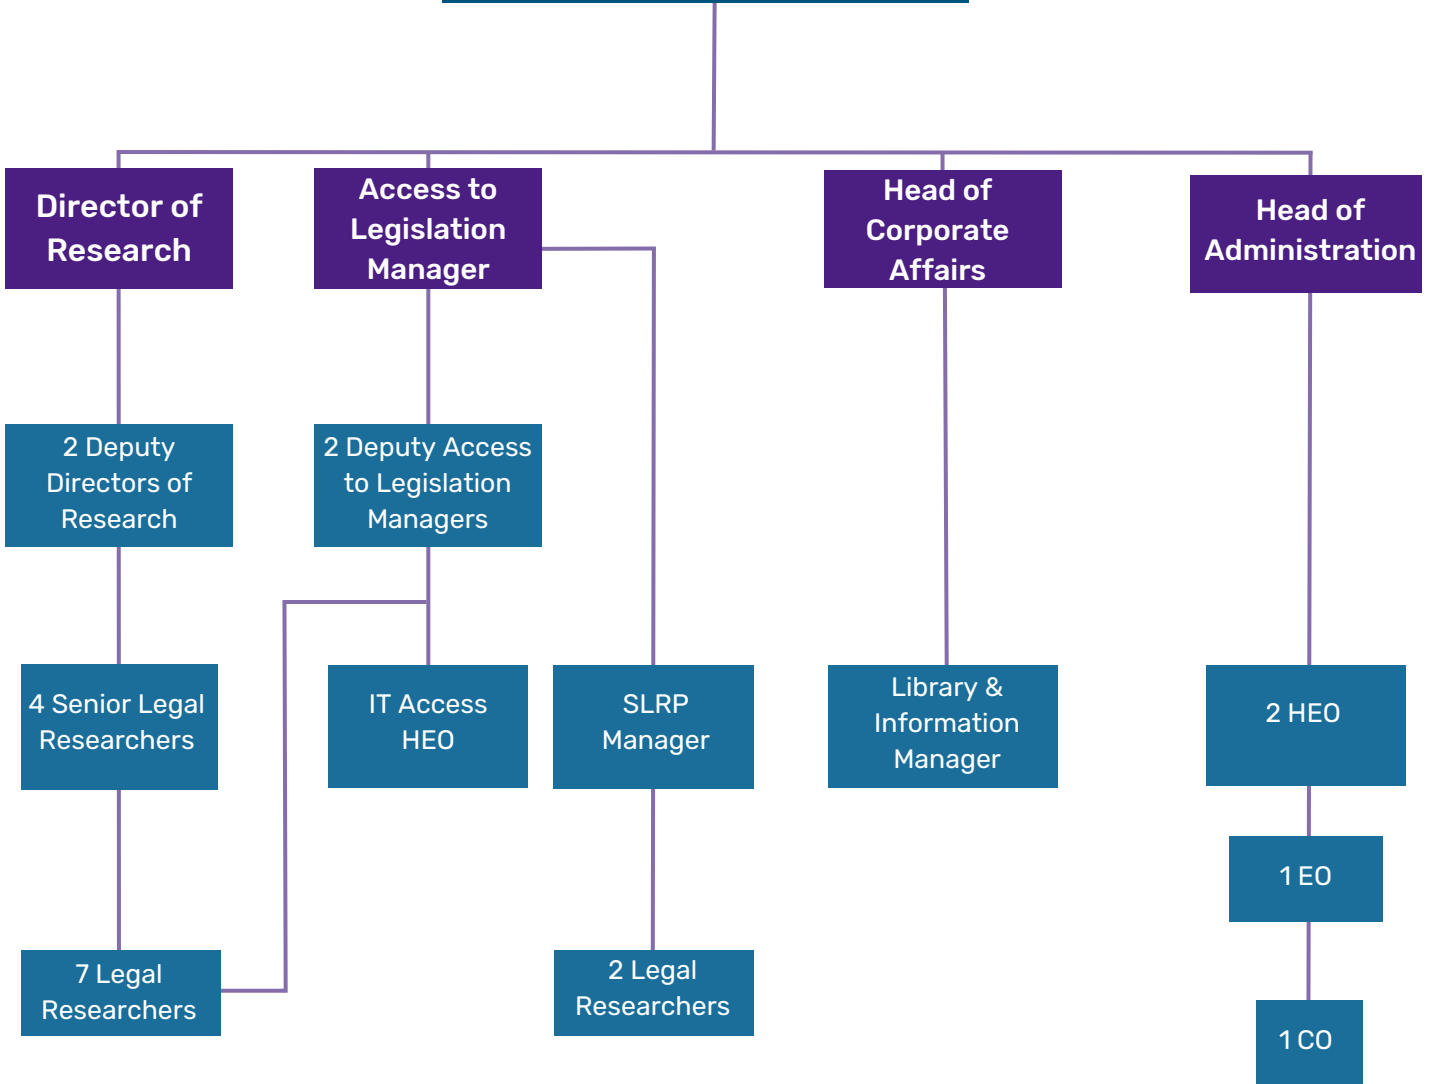 Director of
Research
Access to
Legislation
Manager
Head of
Corporate
Affairs
Head of
Administration
2 Deputy
Directors of
Research
2 Deputy Access
to Legislation
Managers
4 Senior Legal
Researchers
IT Access
HEO
SLRP
Manager
Library &
Information
Manager
2 HEO
1 EO
7 Legal
Researchers
2 Legal
Researchers
1 CO